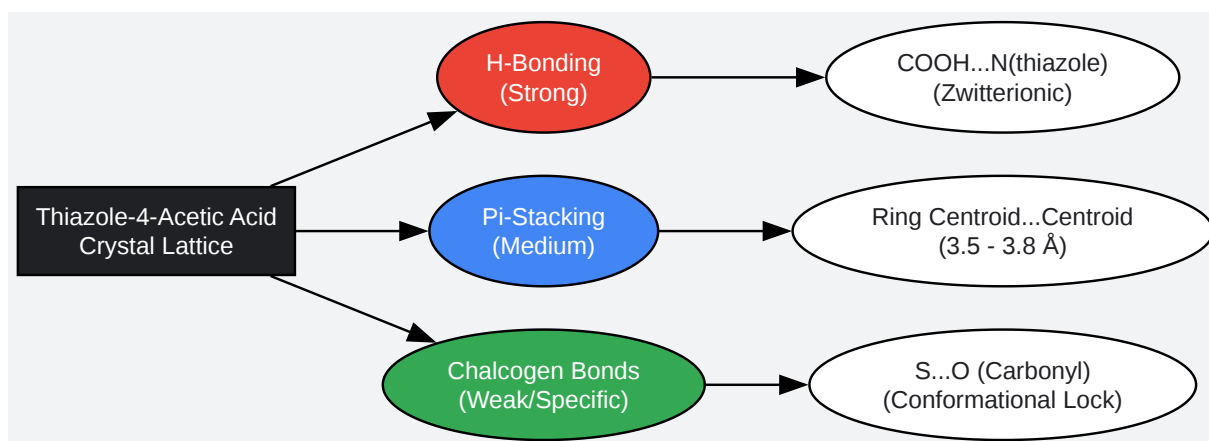 H-Bonding
(Strong)
COOH...N(thiazole)
(Zwitterionic)
Thiazole-4-Acetic Acid
Crystal Lattice
Pi-Stacking
(Medium)
Ring Centroid...Centroid
(3.5 - 3.8 Å)
Chalcogen Bonds
(Weak/Specific)
S...O (Carbonyl)
(Conformational Lock)